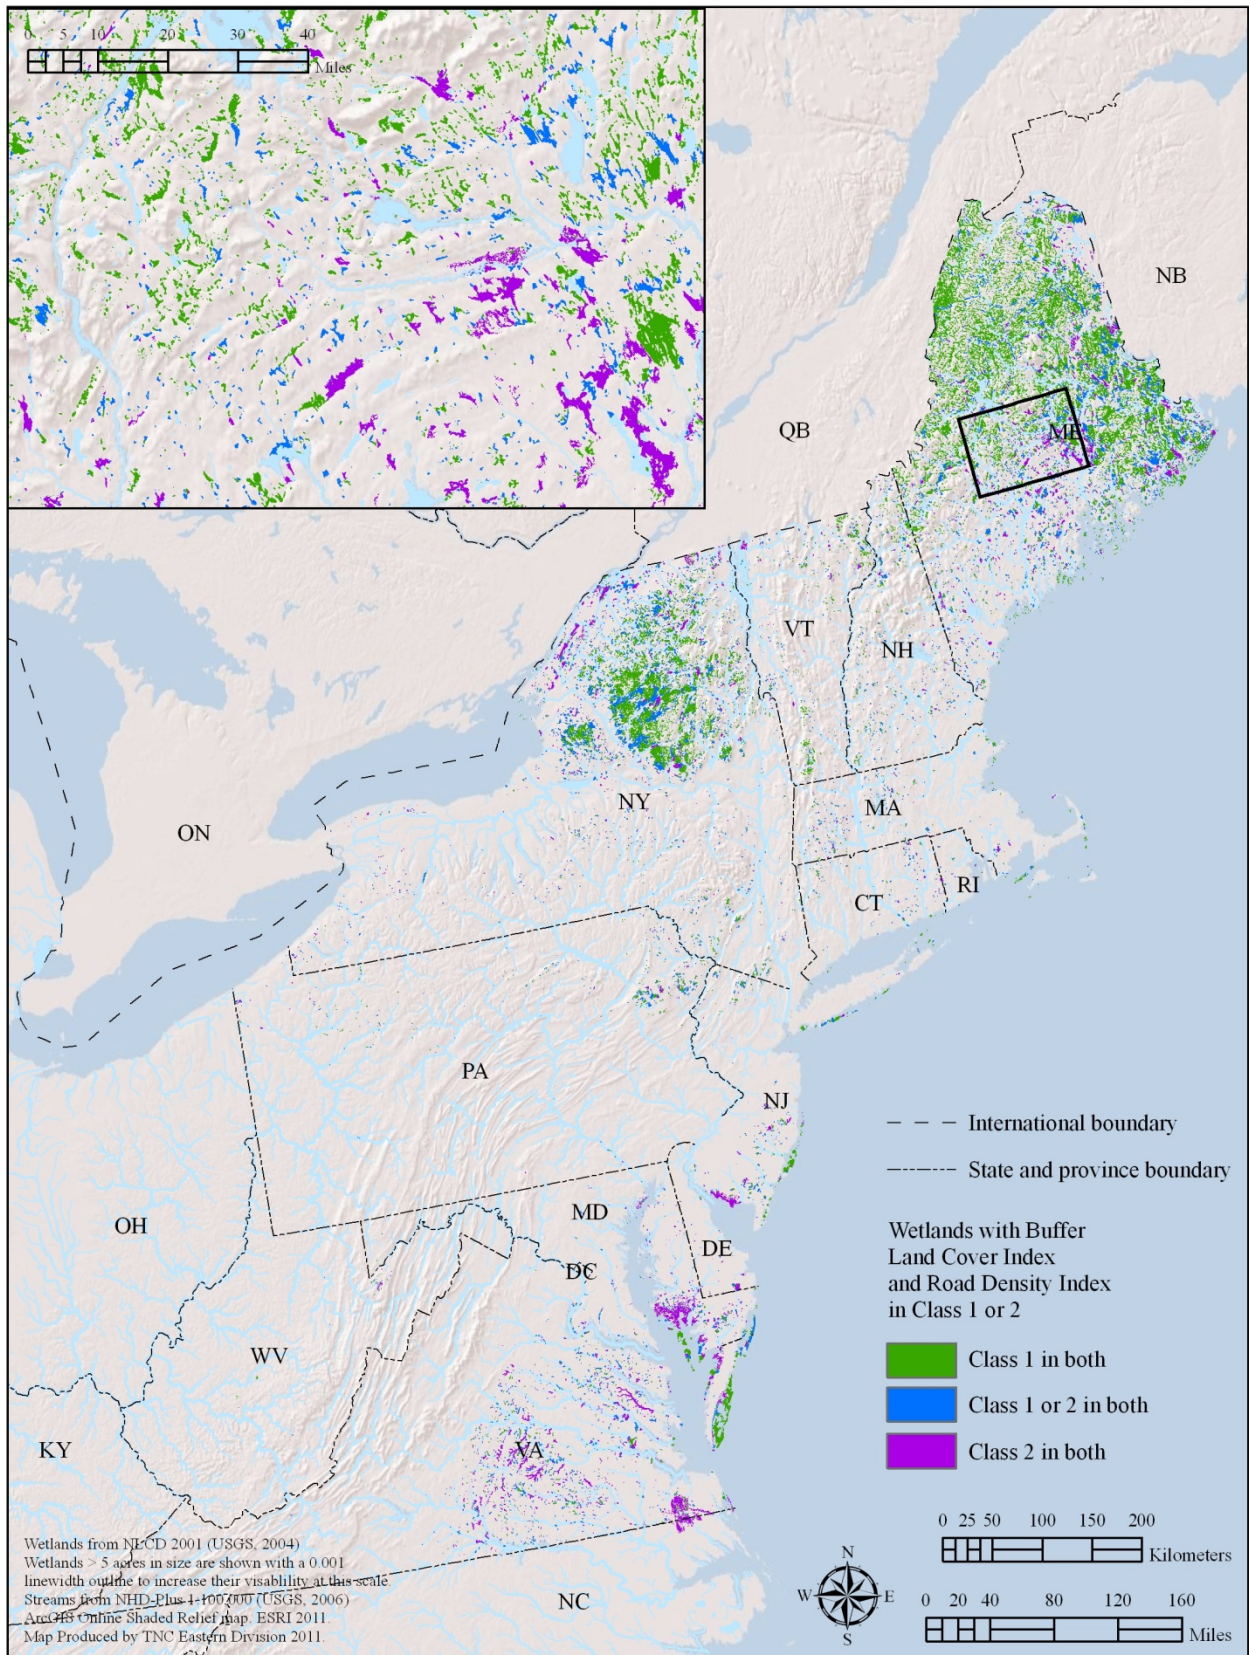 0 5 10 20 30 40
Miles
NB
QB
ME
VT
NH
NY
MA
ON
CT
RI
PA
NJ
International boundary
State and province boundary
OH
MD
DE
DC
Wetlands with Buffer
Land Cover Index
and Road Density Index
in Class 1 or 2
WV
Class 1 in both
Class 1 or 2 in both
KY
VA
Class 2 in both
Wetlands from NLCD 2001 (USGS, 2004)
Wetlands > 5 acres in size are shown with a 0.001
linewidth outline to increase their visablility at this scale.
Streams from NHD-Plus 1-100,000 (USGS, 2006)
ArcGIS Online Shaded Relief map. ESRI 2011.
Map Produced by TNC Eastern Division 2011.
NC
N
W E
S
0 25 50 100 150 200
Kilometers
0 20 40 80 120 160
Miles